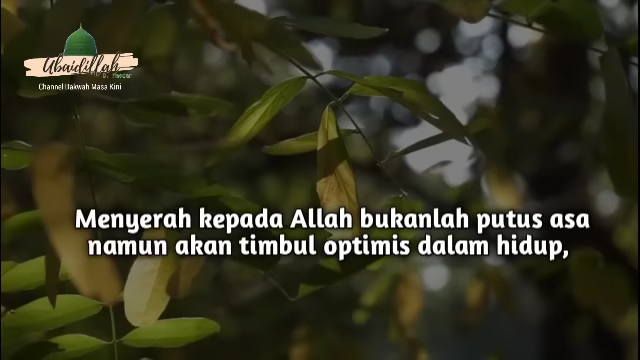 Ubaidillah
Channel Dakwah Masa Kini
Menyerah kepada Allah bukanlah putus asa
namun akan timbul optimis dalam hidup,